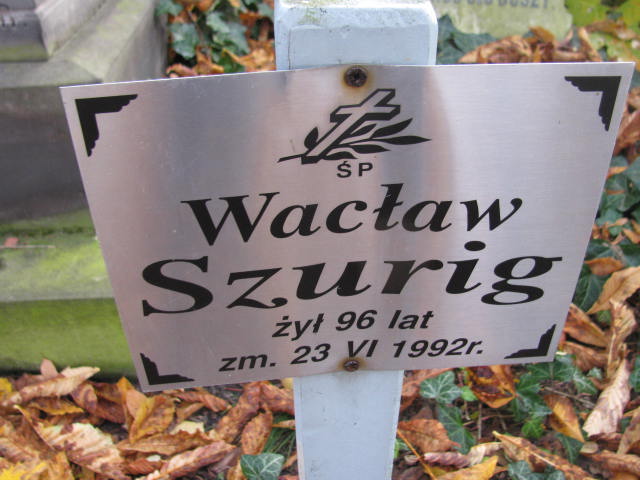 ŚP
Wacław
Szurig
żył 96 lat
zm. 23 VI 1992r.